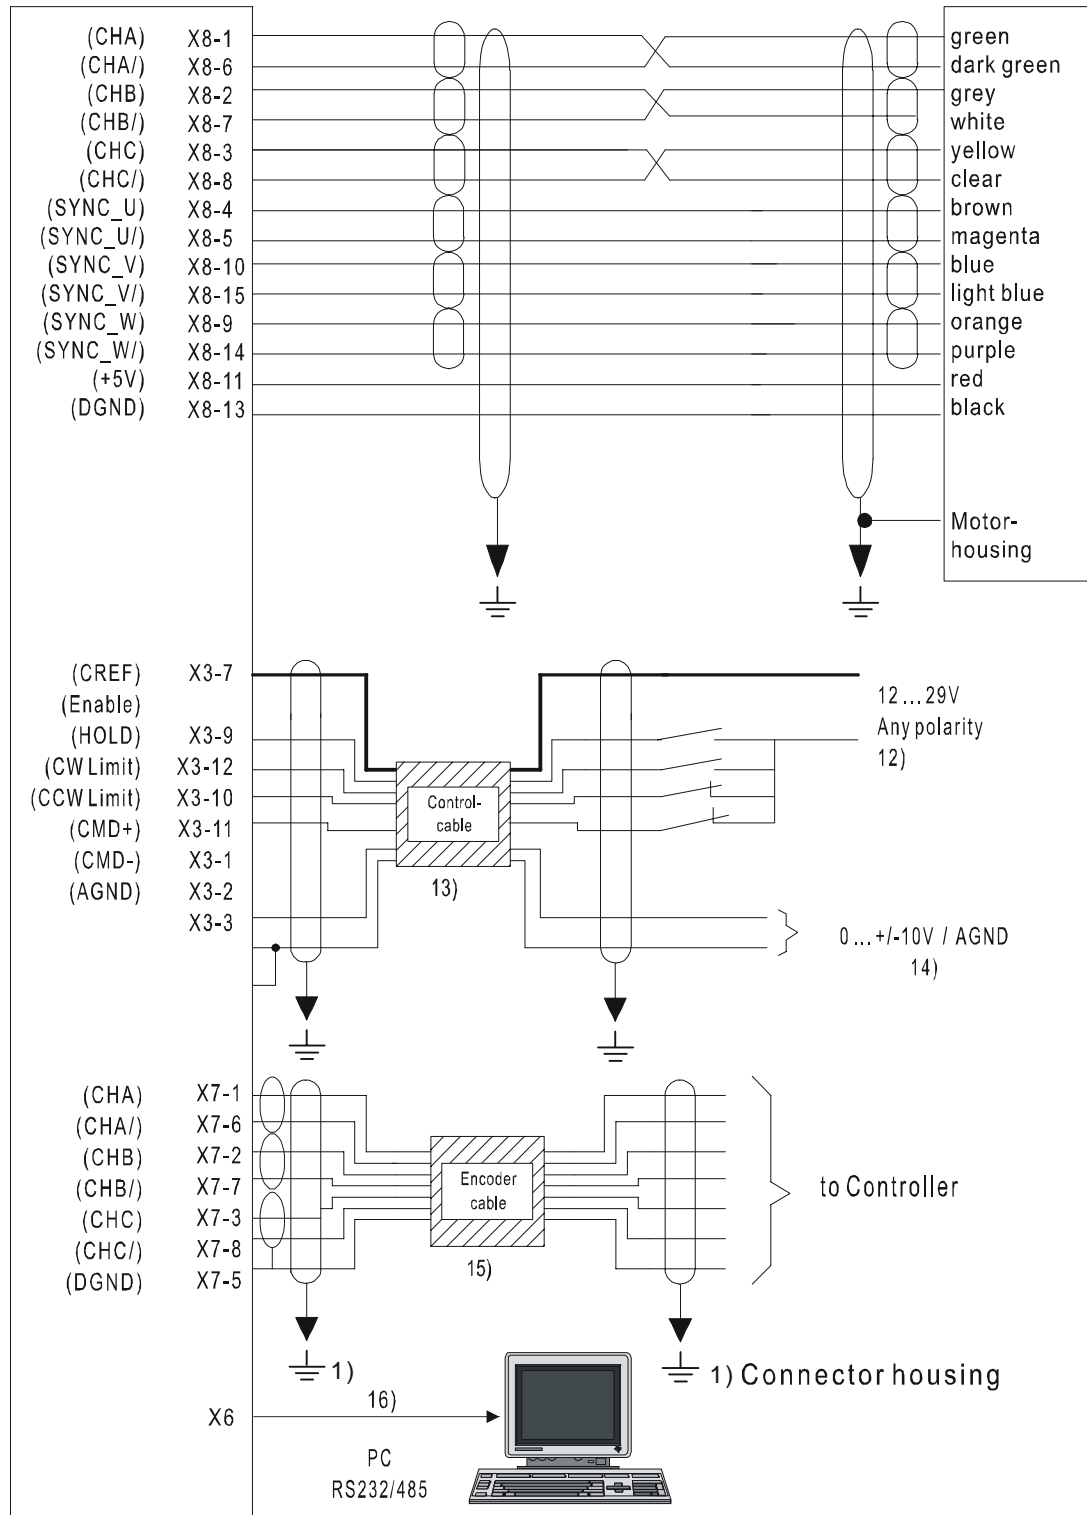 (CHA) X8-1 green
(CHA/) X8-6 dark green
(CHB) X8-2 grey
(CHB/) X8-7 white
(CHC) X8-3 yellow
(CHC/) X8-8 clear
(SYNC_U) X8-4 brown
(SYNC_U/) X8-5 magenta
(SYNC_V) X8-10 blue
(SYNC_V/) X8-15 light blue
(SYNC_W) X8-9 orange
(SYNC_W/) X8-14 purple
(+5V) X8-11 red
(DGND) X8-13 black
Motor-
housing
(CREF) X3-7
(Enable)
(HOLD) X3-9
(CW Limit) X3-12
(CCW Limit) X3-10
(CMD+) X3-11
(CMD-) X3-1
(AGND) X3-2
X3-3
12...29V
Any polarity
12)
Control-
cable
13)
0...+/-10V / AGND
14)
(CHA) X7-1
(CHA/) X7-6
(CHB) X7-2
(CHB/) X7-7
(CHC) X7-3
(CHC/) X7-8
(DGND) X7-5
Encoder
cable
15)
to Controller
1)
1) Connector housing
16)
X6
PC
RS232/485